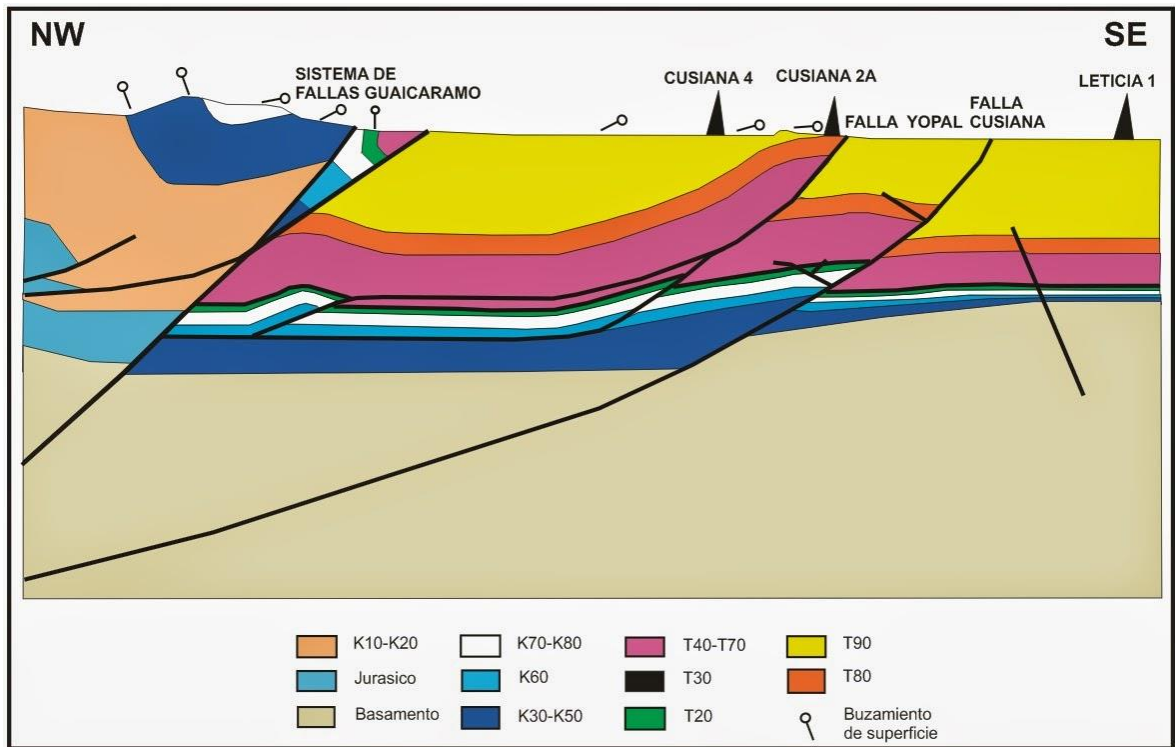 NW
SE
SISTEMA DE
FALLAS GUAICARAMO
CUSIANA 4
CUSIANA 2A
FALLA YOPAL
FALLA
CUSIANA
LETICIA 1
K10-K20
K70-K80
T40-T70
T90
Jurasico
K60
T30
T80
Basamento
K30-K50
T20
Buzamiento
de superficie